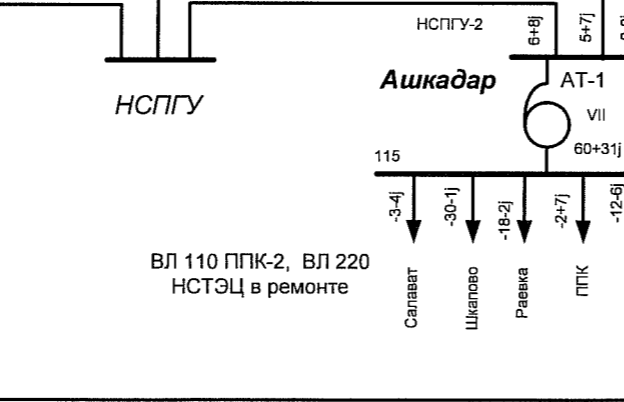 НСПГУ-2
6+8j
5+7j
Ашкадар
АТ-1
НСПГУ
VII
60+31j
115
-3-4j
-30-1j
-18-2j
-2+7j
-12-6j
ВЛ 110 ППК-2, ВЛ 220
НСТЭЦ в ремонте
Салават
Шкапово
Раевка
ППК